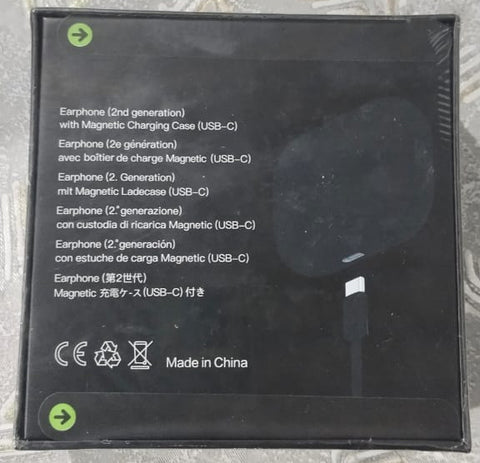 Earphone (2nd generation)
with Magnetic Charging Case (USB-C)
Earphone (2e génération)
avec boîtier de charge Magnetic (USB-C)
Earphone (2. Generation)
mit Magnetic Ladecase (USB-C)
Earphone (2.ª generazione)
con custodia di ricarica Magnetic (USB-C)
Earphone (2.ª generación)
con estuche de carga Magnetic (USB-C)
Earphone (第2世代)
Magnetic 充電ケース (USB-C) 付き
CE Made in China